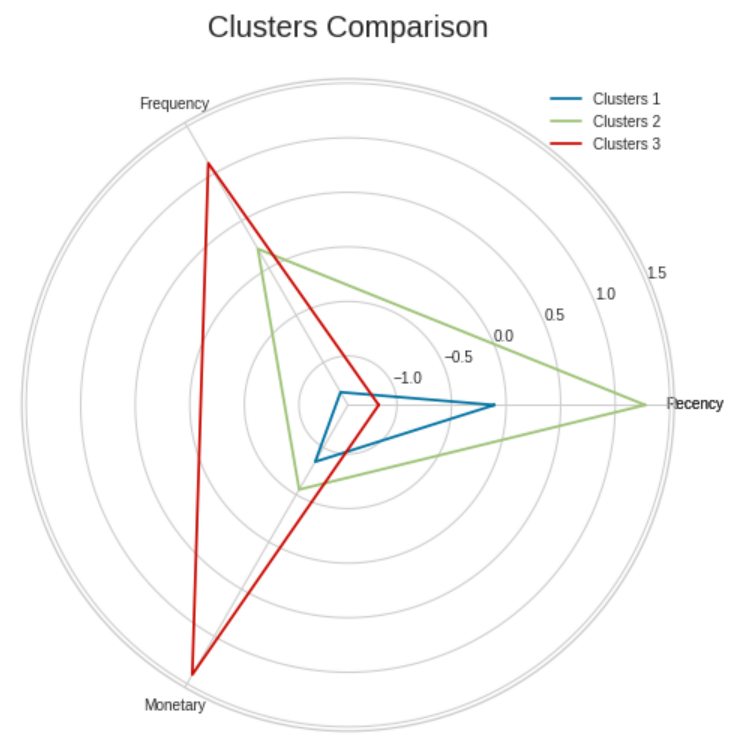 Clusters Comparison
Frequency
Clusters 1
Clusters 2
Clusters 3
1.5
1.0
0.5
0.0
−0.5
−1.0
Recency
Monetary